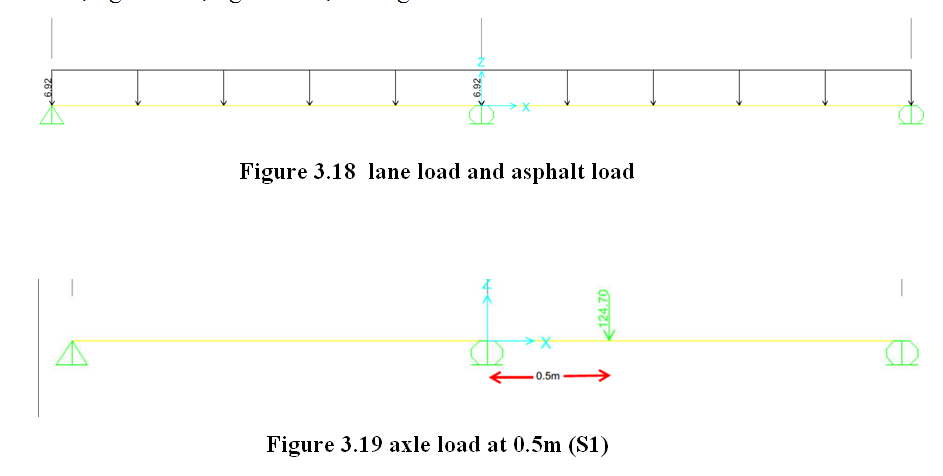 6.92
6.92
Z
X
Figure 3.18 lane load and asphalt load
Z
X
124.70
0.5m
Figure 3.19 axle load at 0.5m (S1)